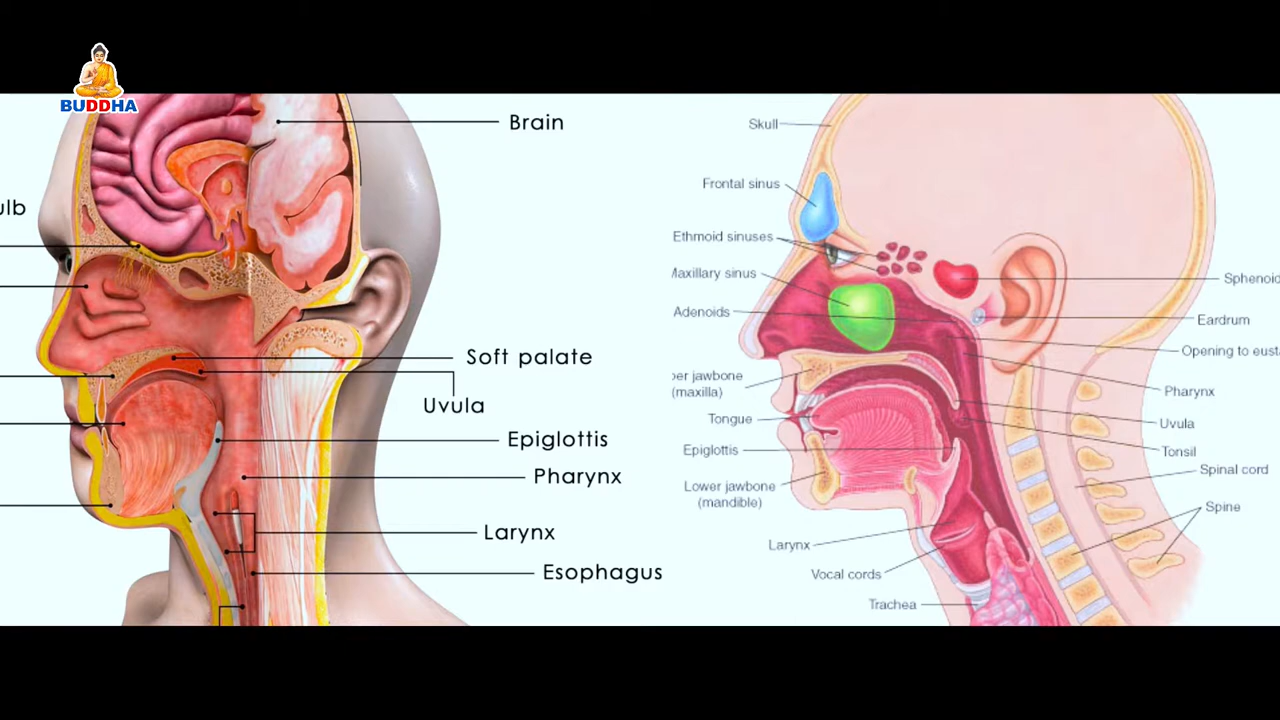 BUDDHA
Brain
ulb
Soft palate
Uvula
Epiglottis
Pharynx
Larynx
Esophagus
Skull
Frontal sinus
Ethmoid sinuses
Maxillary sinus
Adenoids
per jawbone
(maxilla)
Tongue
Epiglottis
Lower jawbone
(mandible)
Larynx
Vocal cords
Trachea
Sphenoid
Eardrum
Opening to eusta
Pharynx
Uvula
Tonsil
Spinal cord
Spine